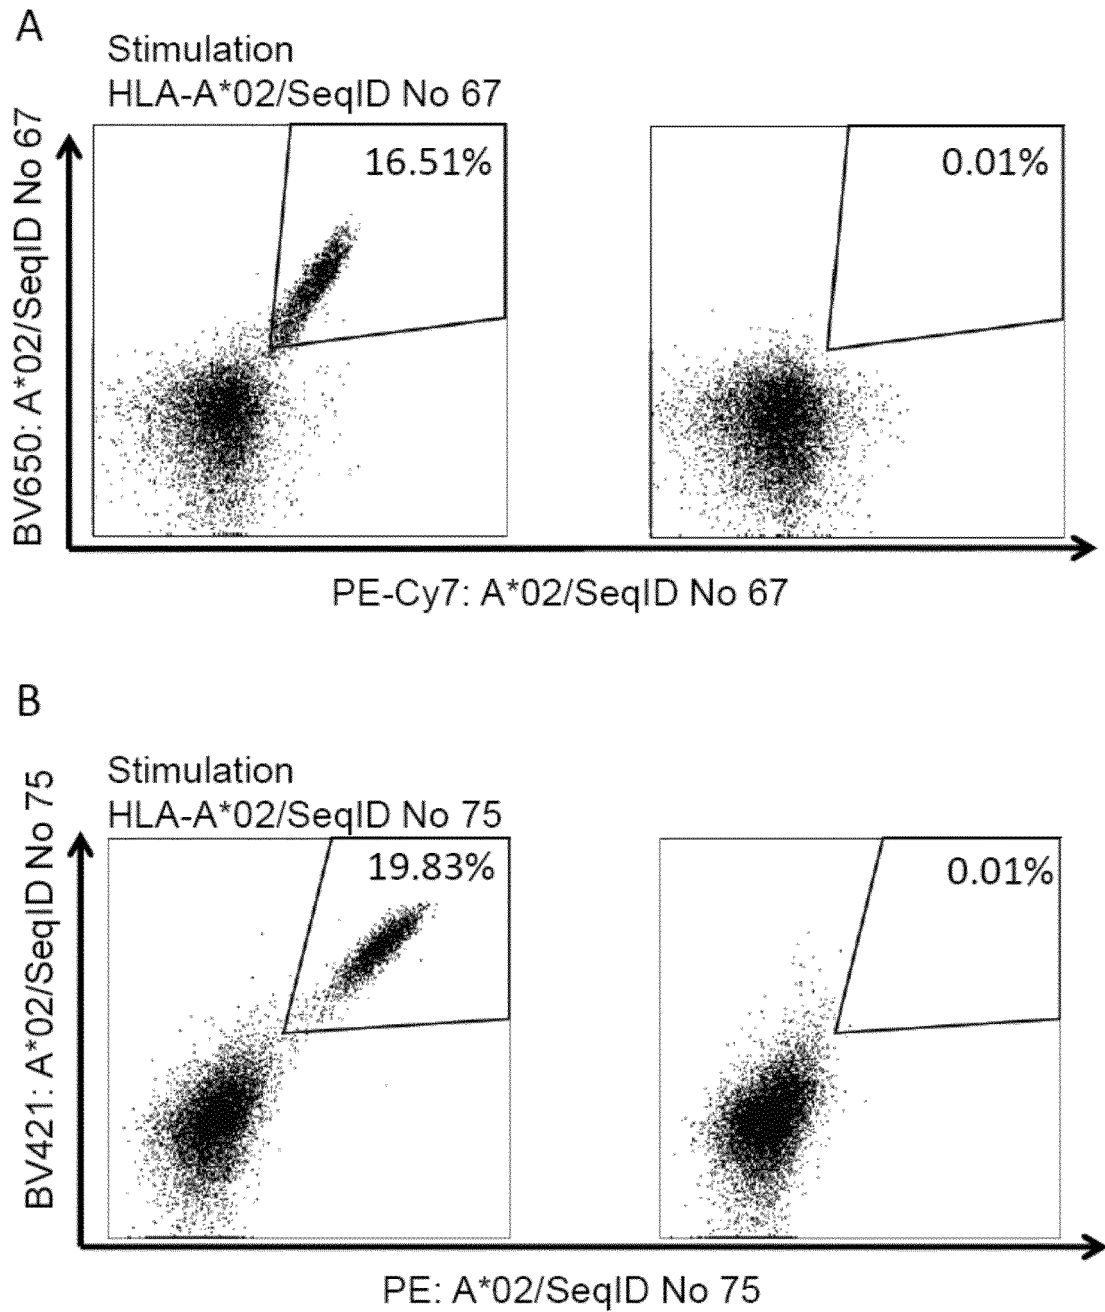 A
Stimulation
HLA-A*02/SeqID No 67
BV650: A*02/SeqID No 67
16.51%
0.01%
PE-Cy7: A*02/SeqID No 67
B
Stimulation
HLA-A*02/SeqID No 75
BV421: A*02/SeqID No 75
19.83%
0.01%
PE: A*02/SeqID No 75